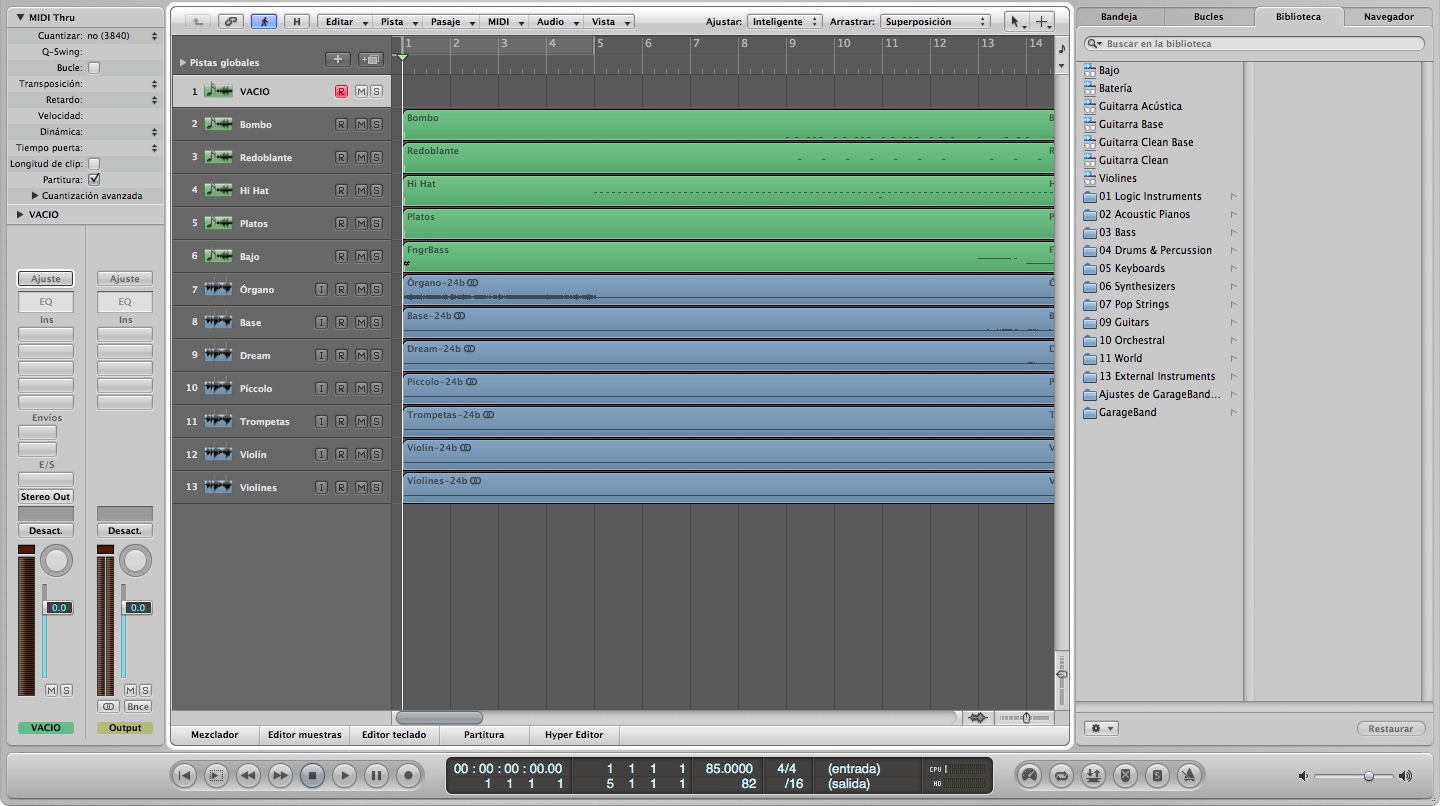 MIDI Thru
Cuantizar: no (3840)
Q-Swing:
Bucle:
Transposición:
Retardo:
Velocidad:
Dinámica:
Tiempo puerta:
Longitud de clip:
Partitura:
Cuantización avanzada
VACIO
Ajuste Ajuste
EQ EQ
Ins Ins
Envíos
E/S
Stereo Out
Desact. Desact.
0.0 0.0
M S M S
Bnce
VACIO Output
H Editar Pista Pasaje MIDI Audio Vista Ajustar: Inteligente Arrastrar: Superposición
1 2 3 4 5 6 7 8 9 10 11 12 13 14
Pistas globales
1 VACIO R M S
2 Bombo R M S Bombo B
3 Redoblante R M S Redoblante R
4 Hi Hat R M S Hi Hat H
5 Platos R M S Platos P
6 Bajo R M S FngrBass F
7 Órgano I R M S Órgano-24b Ó
8 Base I R M S Base-24b B
9 Dream I R M S Dream-24b D
10 Píccolo I R M S Piccolo-24b P
11 Trompetas I R M S Trompetas-24b T
12 Violín I R M S Violin-24b V
13 Violines I R M S Violines-24b V
Mezclador Editor muestras Editor teclado Partitura Hyper Editor
Bandeja Bucles Biblioteca Navegador
Buscar en la biblioteca
Bajo
Batería
Guitarra Acústica
Guitarra Base
Guitarra Clean Base
Guitarra Clean
Violines
01 Logic Instruments
02 Acoustic Pianos
03 Bass
04 Drums & Percussion
05 Keyboards
06 Synthesizers
07 Pop Strings
09 Guitars
10 Orchestral
11 World
13 External Instruments
Ajustes de GarageBand...
GarageBand
Restaurar
00 : 00 : 00 : 00.00 1 1 1 1 85.0000 4/4 (entrada) CPU
1 1 1 1 5 1 1 1 82 /16 (salida) HD
S